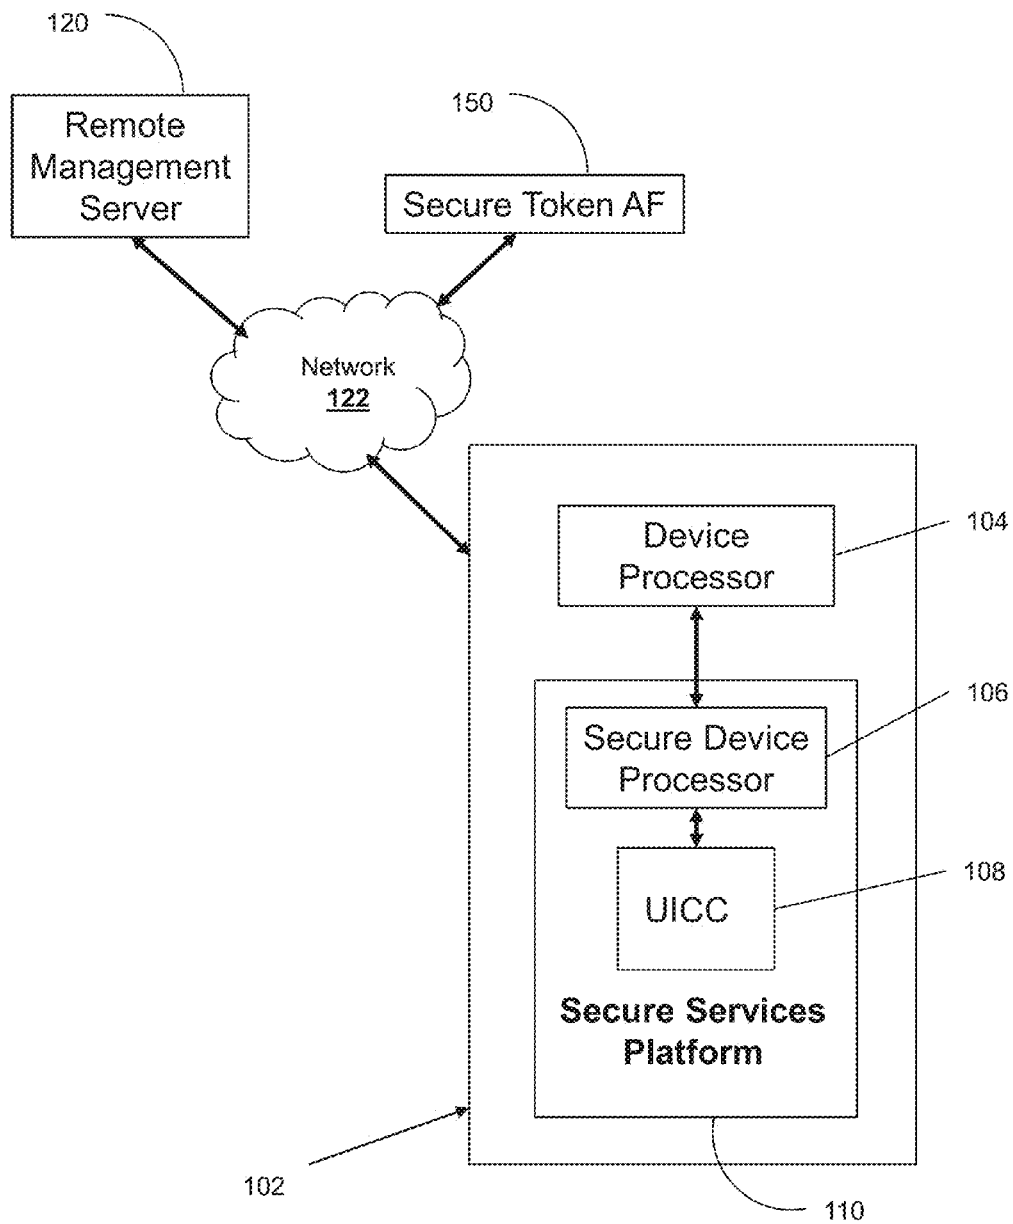 120
Remote
Management
Server
150
Secure Token AF
Network
122
Device
Processor
104
Secure Device
Processor
106
UICC
108
Secure Services
Platform
102
110